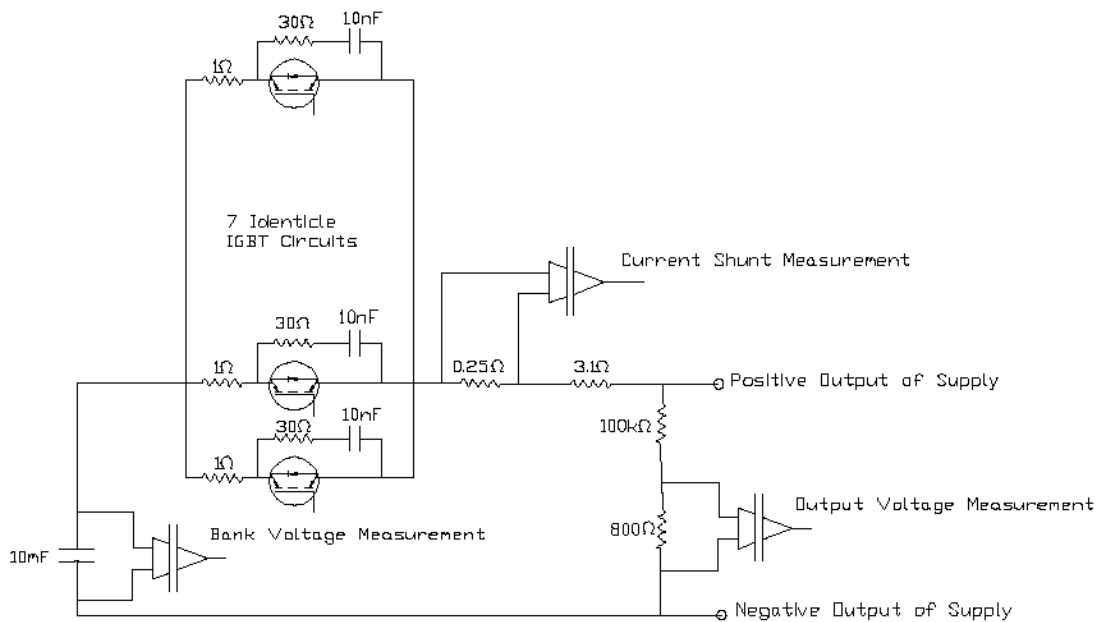 30Ω
10nF
1Ω
7 Identicle
IGBT Circuits
Current Shunt Measurement
30Ω
10nF
1Ω
0.25Ω
3.1Ω
Positive Output of Supply
30Ω
10nF
100kΩ
1Ω
Bank Voltage Measurement
10mF
800Ω
Output Voltage Measurement
Negative Output of Supply